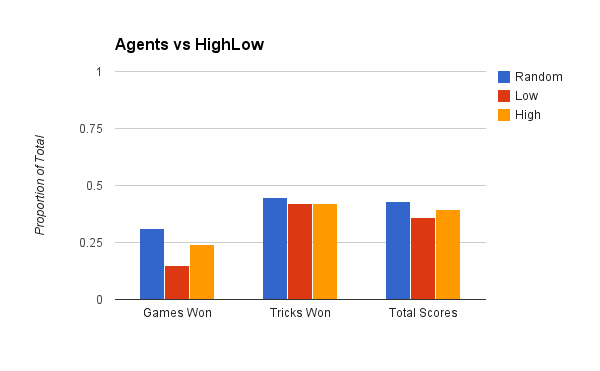 Agents vs HighLow
1
0.75
0.5
0.25
0
Proportion of Total
Games Won
Tricks Won
Total Scores
Random
Low
High